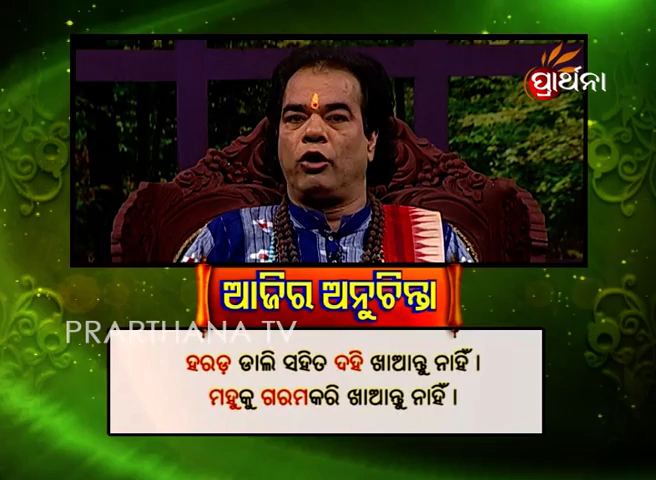 ପ୍ରାର୍ଥନା
ଆଜିର ଅନୁଚିନ୍ତା
PRARTHANA TV
ହରଡ଼ ଡାଲି ସହିତ ଦହି ଖାଆନ୍ତୁ ନାହିଁ ।
ମହୁକୁ ଗରମକରି ଖାଆନ୍ତୁ ନାହିଁ ।